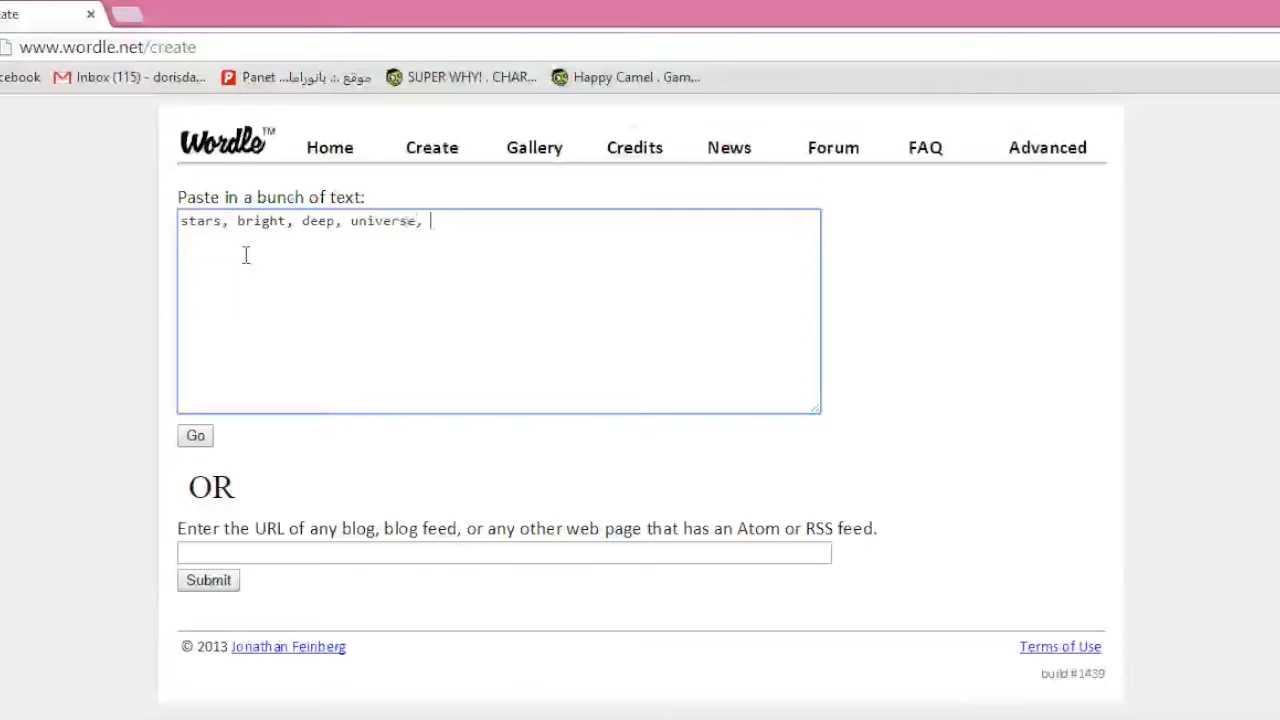 ate
www.wordle.net/create
cebook Inbox (115) - dorisda... Panet ...موقع .:. بانوراما SUPER WHY! . CHAR... Happy Camel . Gam...
Wordle™ Home Create Gallery Credits News Forum FAQ Advanced
Paste in a bunch of text:
stars, bright, deep, universe,
Go
OR
Enter the URL of any blog, blog feed, or any other web page that has an Atom or RSS feed.
Submit
© 2013 Jonathan Feinberg Terms of Use
build #1439